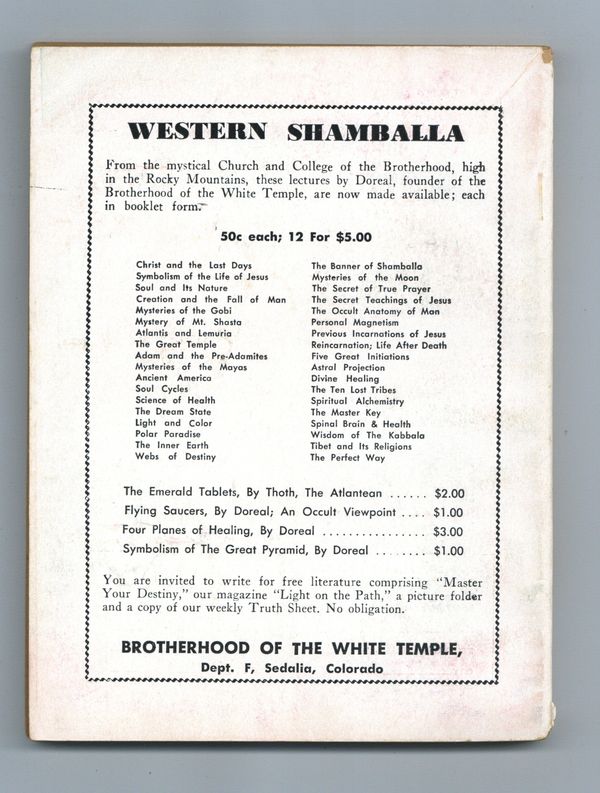 WESTERN SHAMBALLA
From the mystical Church and College of the Brotherhood, high
in the Rocky Mountains, these lectures by Doreal, founder of the
Brotherhood of the White Temple, are now made available; each
in booklet form.
50c each; 12 For $5.00
Christ and the Last Days
Symbolism of the Life of Jesus
Soul and Its Nature
Creation and the Fall of Man
Mysteries of the Gobi
Mystery of Mt. Shasta
Atlantis and Lemuria
The Great Temple
Adam and the Pre-Adamites
Mysteries of the Mayas
Ancient America
Soul Cycles
Science of Health
The Dream State
Light and Color
Polar Paradise
The Inner Earth
Webs of Destiny
The Banner of Shamballa
Mysteries of the Moon
The Secret of True Prayer
The Secret Teachings of Jesus
The Occult Anatomy of Man
Personal Magnetism
Previous Incarnations of Jesus
Reincarnation; Life After Death
Five Great Initiations
Astral Projection
Divine Healing
The Ten Lost Tribes
Spiritual Alchemistry
The Master Key
Spinal Brain & Health
Wisdom of The Kabbala
Tibet and Its Religions
The Perfect Way
The Emerald Tablets, By Thoth, The Atlantean ...... $2.00
Flying Saucers, By Doreal; An Occult Viewpoint .... $1.00
Four Planes of Healing, By Doreal ................ $3.00
Symbolism of The Great Pyramid, By Doreal ........ $1.00
You are invited to write for free literature comprising "Master
Your Destiny," our magazine "Light on the Path," a picture folder
and a copy of our weekly Truth Sheet. No obligation.
BROTHERHOOD OF THE WHITE TEMPLE,
Dept. F, Sedalia, Colorado